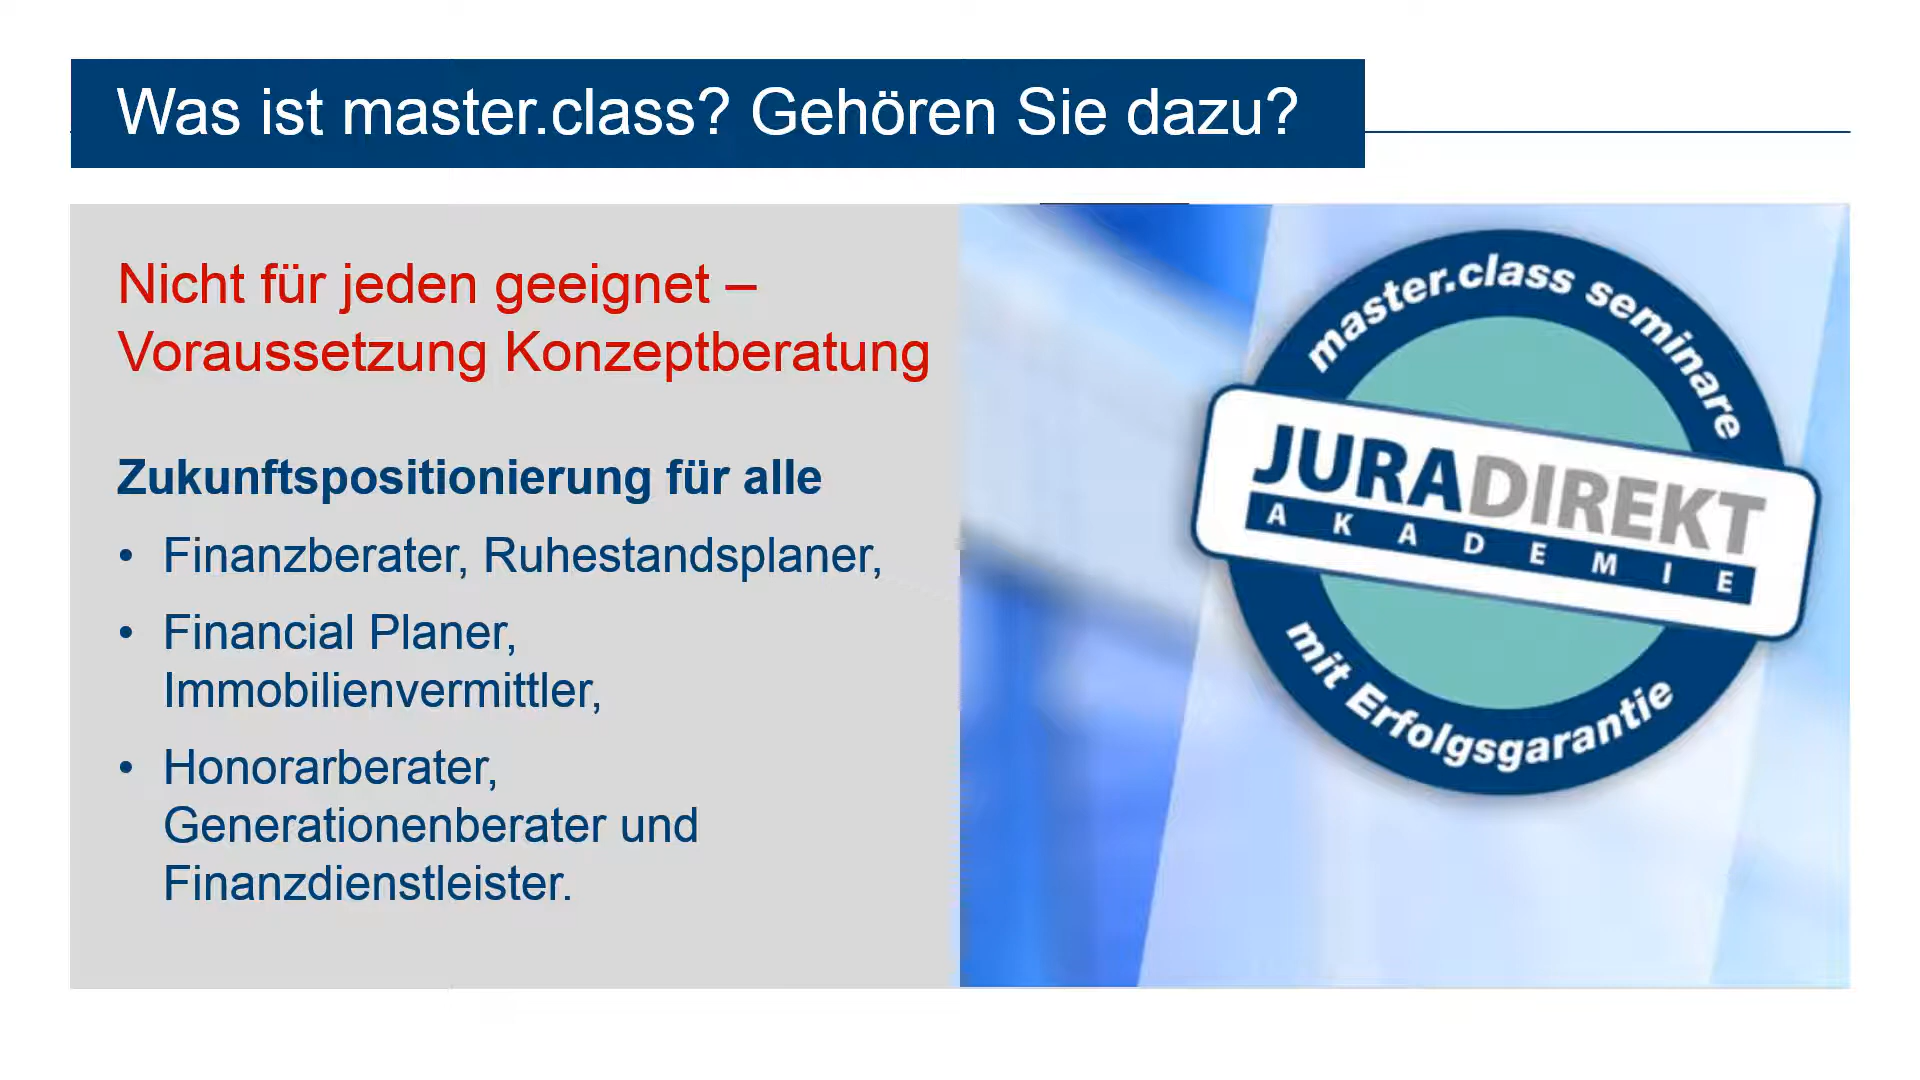 Was ist master.class? Gehören Sie dazu?
Nicht für jeden geeignet –
Voraussetzung Konzeptberatung
Zukunftspositionierung für alle
• Finanzberater, Ruhestandsplaner,
• Financial Planer,
Immobilienvermittler,
• Honorarberater,
Generationenberater und
Finanzdienstleister.
master.class seminare
JURADIREKT
AKADEMIE
mit Erfolgsgarantie